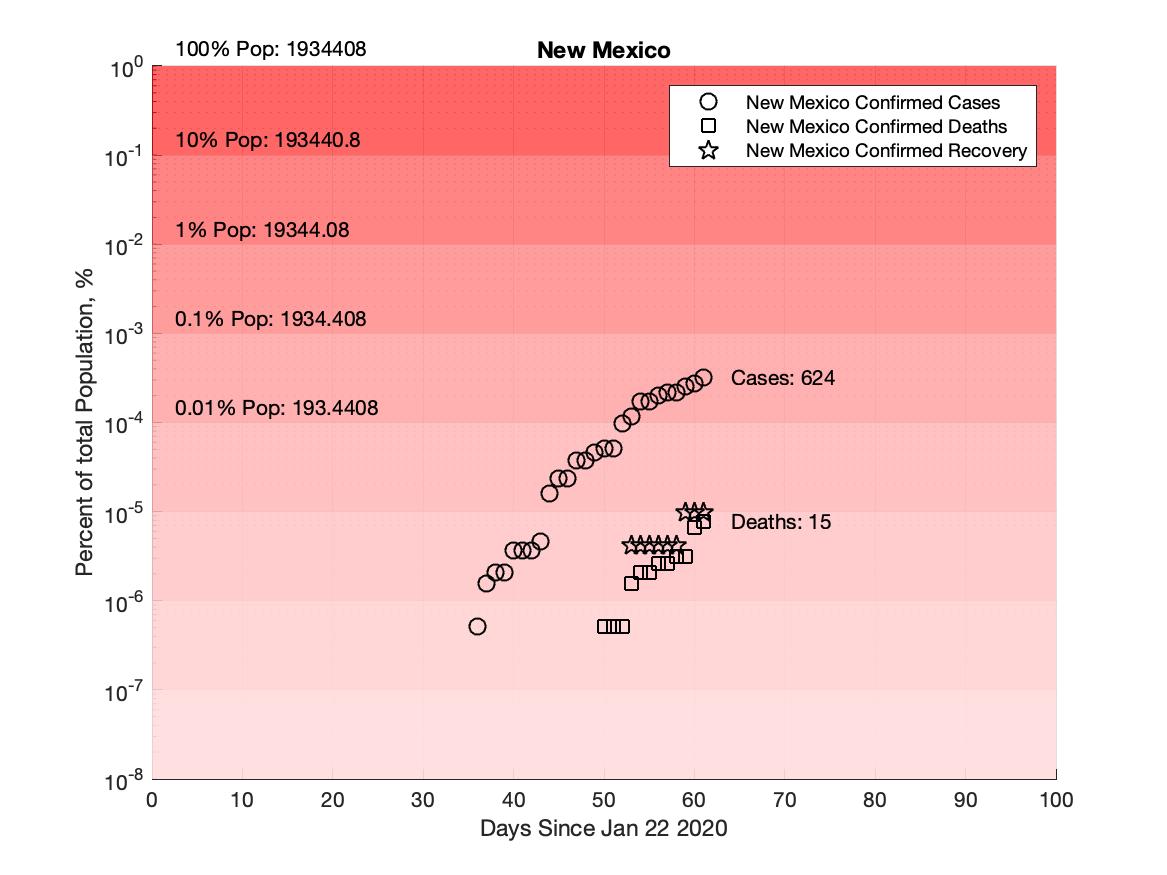 100% Pop: 1934408
New Mexico
10^0
New Mexico Confirmed Cases
New Mexico Confirmed Deaths
New Mexico Confirmed Recovery
10% Pop: 193440.8
10^-1
1% Pop: 19344.08
10^-2
0.1% Pop: 1934.408
10^-3
Cases: 624
0.01% Pop: 193.4408
10^-4
10^-5
Deaths: 15
10^-6
10^-7
10^-8
Percent of total Population, %
0 10 20 30 40 50 60 70 80 90 100
Days Since Jan 22 2020